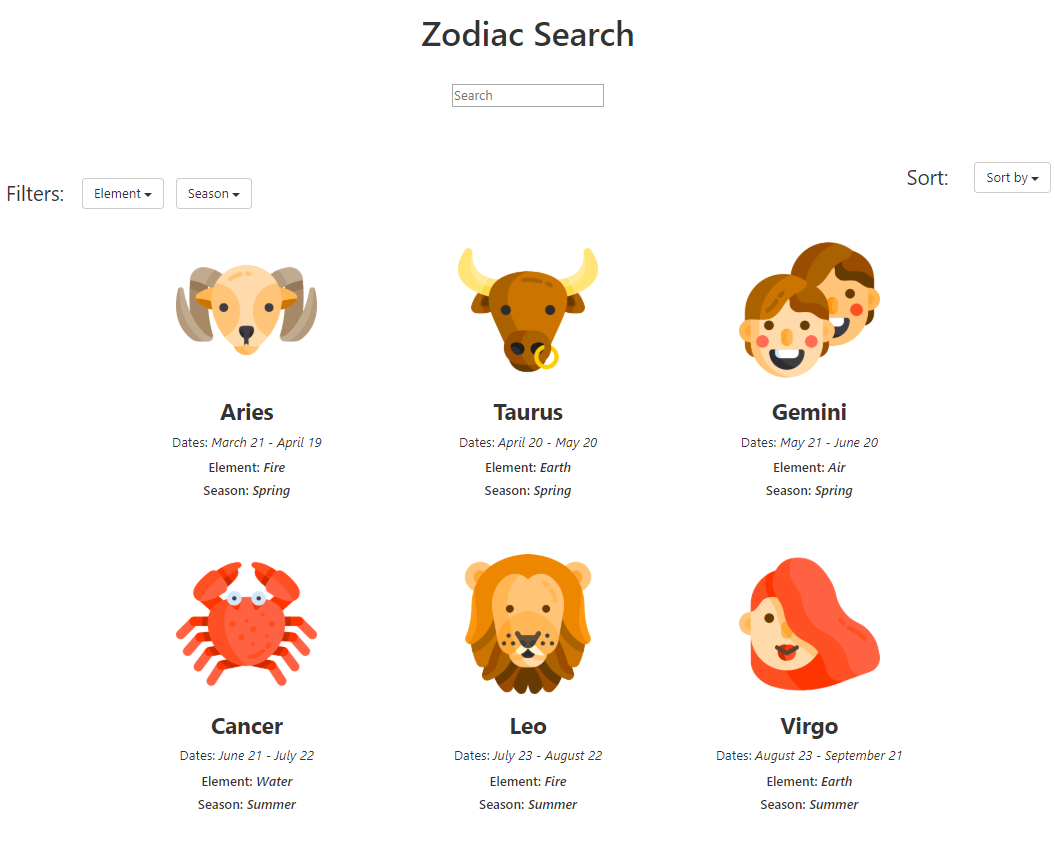 Zodiac Search
Search
Filters: Element Season
Sort: Sort by
Aries
Dates: March 21 - April 19
Element: Fire
Season: Spring
Taurus
Dates: April 20 - May 20
Element: Earth
Season: Spring
Gemini
Dates: May 21 - June 20
Element: Air
Season: Spring
Cancer
Dates: June 21 - July 22
Element: Water
Season: Summer
Leo
Dates: July 23 - August 22
Element: Fire
Season: Summer
Virgo
Dates: August 23 - September 21
Element: Earth
Season: Summer